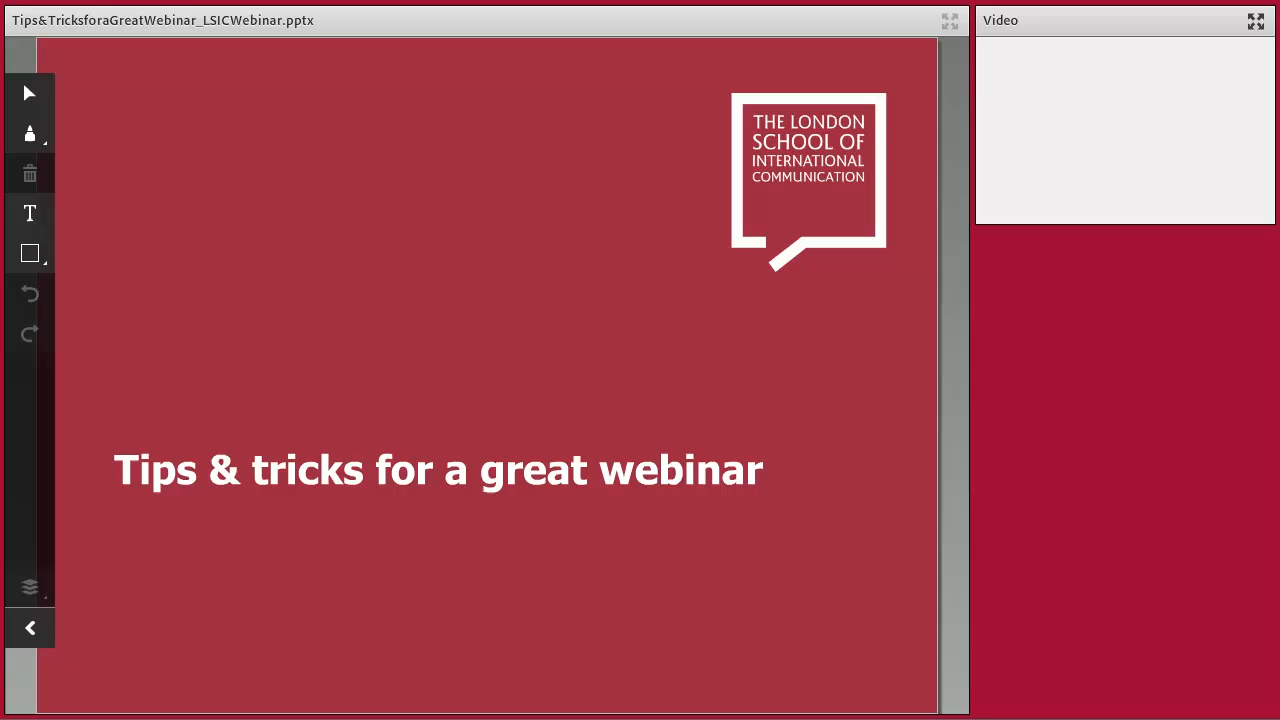 Tips&TricksforaGreatWebinar_LSICWebinar.pptx
Video
THE LONDON
SCHOOL OF
INTERNATIONAL
COMMUNICATION
T
Tips & tricks for a great webinar